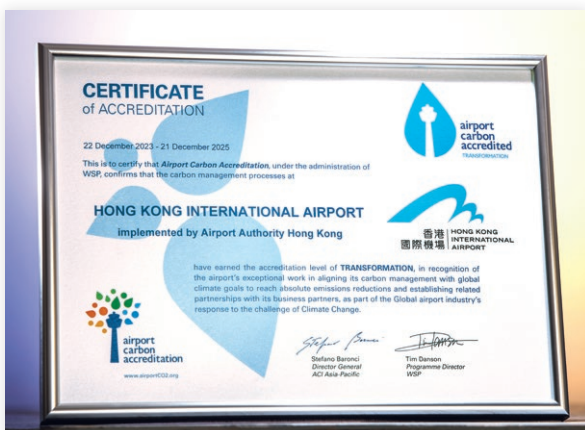 CERTIFICATE
of ACCREDITATION
airport
carbon
accredited
TRANSFORMATION
22 December 2023 - 21 December 2025
This is to certify that Airport Carbon Accreditation, under the administration of
WSP, confirms that the carbon management processes at
HONG KONG INTERNATIONAL AIRPORT
implemented by Airport Authority Hong Kong
香港
國際機場
HONG KONG
INTERNATIONAL
AIRPORT
have earned the accreditation level of TRANSFORMATION, in recognition of
the airport's exceptional work in aligning its carbon management with global
climate goals to reach absolute emissions reductions and establishing related
partnerships with its business partners, as part of the Global airport industry's
response to the challenge of Climate Change.
airport
carbon
accreditation
www.airportCO2.org
Stefano Baronci
Director General
ACI Asia-Pacific
Tim Danson
Programme Director
WSP